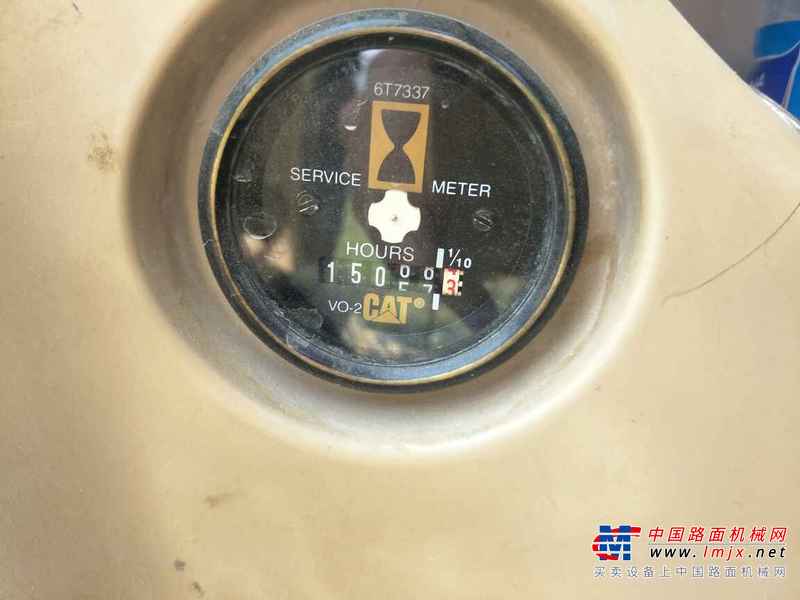 6T7337
SERVICE METER
HOURS 1/10
150
VO-2 CAT®
中国路面机械网
www.lmjx.net
买卖设备上中国路面机械网